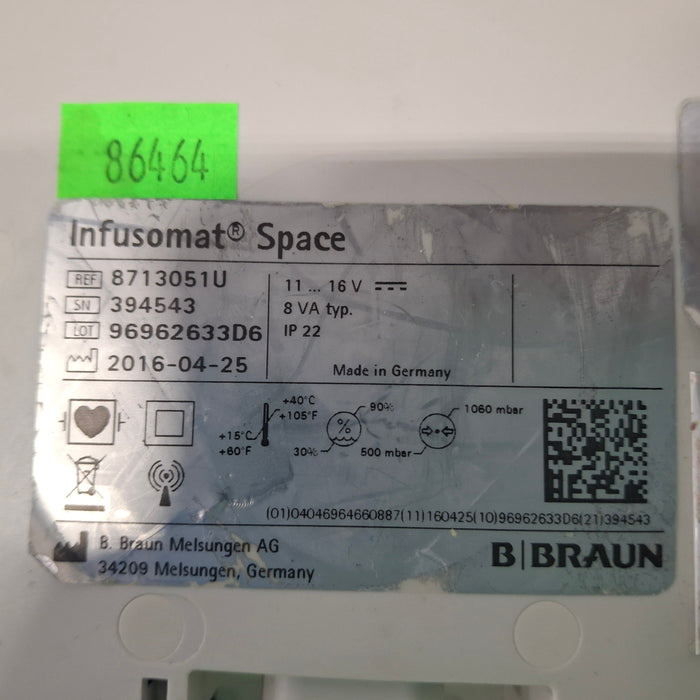 86464
Infusomat® Space
REF 8713051U
SN 394543
LOT 96962633D6
2016-04-25
11 ... 16 V
8 VA typ.
IP 22
Made in Germany
+40°C
+105°F
+15°C
+60°F
%
90%
30%
1060 mbar
500 mbar
(01)04046964660887(11)160425(10)96962633D6(21)394543
B. Braun Melsungen AG
34209 Melsungen, Germany
B|BRAUN